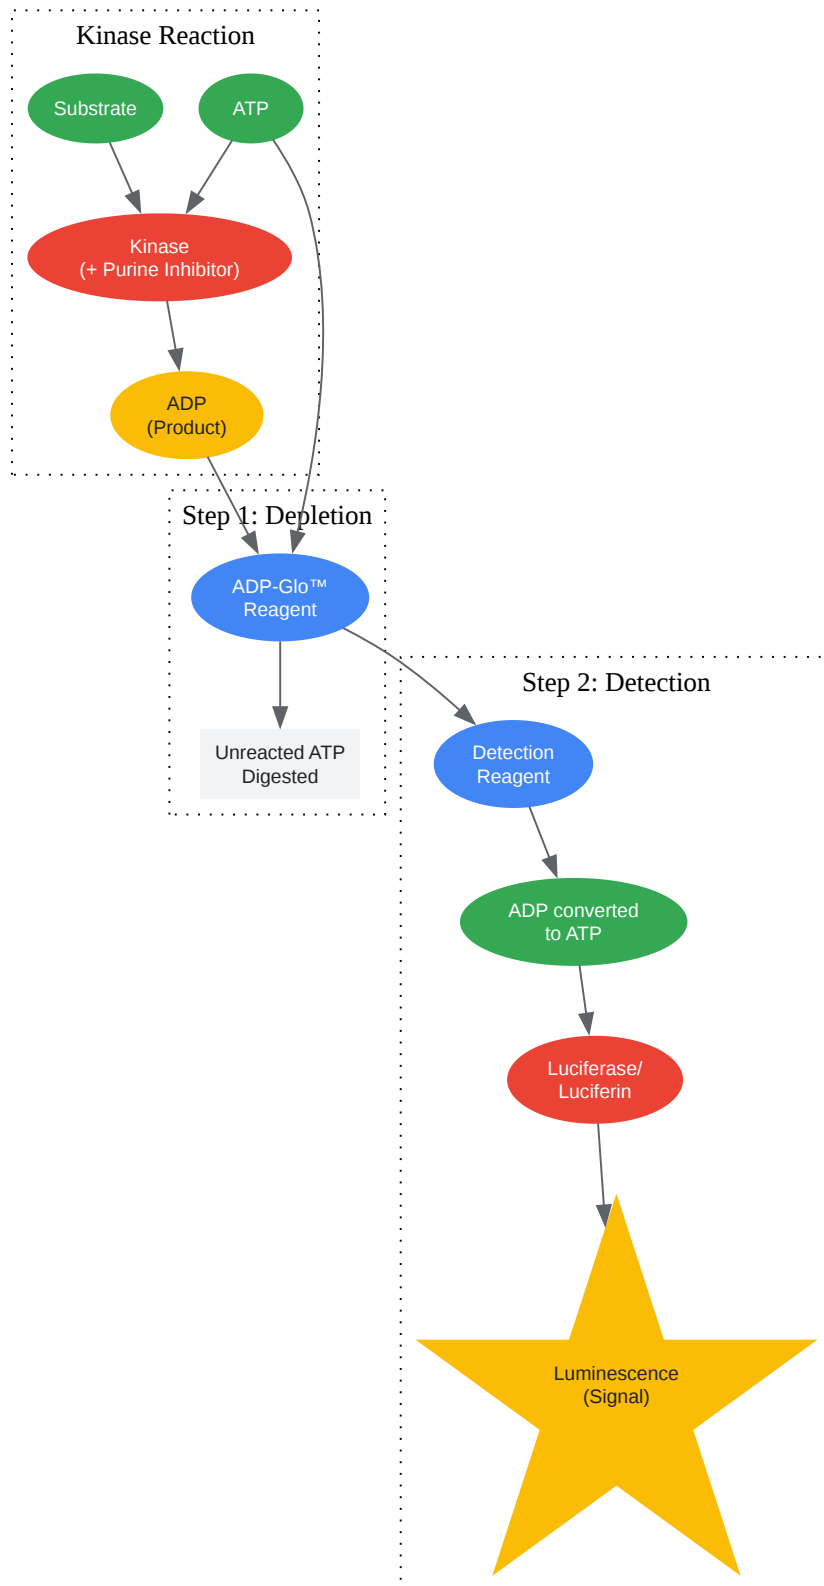 Kinase Reaction
Substrate
ATP
Kinase
(+ Purine Inhibitor)
ADP
(Product)
Step 1: Depletion
ADP-Glo™
Reagent
Unreacted ATP
Digested
Step 2: Detection
Detection
Reagent
ADP converted
to ATP
Luciferase/
Luciferin
Luminescence
(Signal)